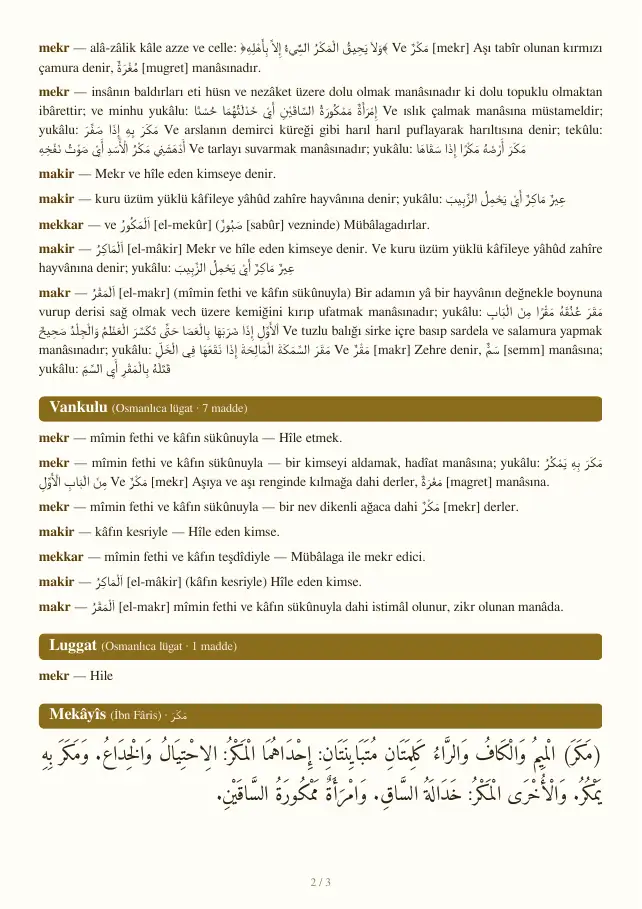 mekr — alâ-zâlik kâle azze ve celle: ﴿وَلاَ يَحِيقُ الْمَكْرُ السَّيِّءُ إِلاَّ بِأَهْلِهِ﴾ Ve مَكْرٌ [mekr] Aşı tabîr olunan kırmızı
çamura denir, مُغْرَةٌ [mugret] manâsınadır.
mekr — insânın baldırları eti hüsn ve nezâket üzere dolu olmak manâsınadır ki dolu topuklu olmaktan
ibârettir; ve minhu yukâlu: إِمْرَأَةٌ مَمْكُورَةُ السَّاقَيْنِ أَيْ خَدَلَتْهُمَا حُسْنًا Ve ıslık çalmak manâsına müstameldir;
yukâlu: مَكَرَ بِهِ إِذَا صَفَّرَ Ve arslanın demirci küreği gibi harıl harıl puflayarak harıltısına denir; tekûlu:
أَدْهَشَنِي مَكْرُ الْأَسَدِ أَيْ صَوْتُ نَفْخِهِ Ve tarlayı suvarmak manâsınadır; yukâlu: مَكَرَ أَرْضَهُ مَكْرًا إِذَا سَقَاهَا
makir — Mekr ve hîle eden kimseye denir.
makir — kuru üzüm yüklü kâfileye yâhûd zahîre hayvânına denir; yukâlu: عِيرٌ مَاكِرٌ أَيْ يَحْمِلُ الزَّبِيبَ
mekkar — ve اَلْمَكُورُ [el-mekûr] (صَبُورٌ [sabûr] vezninde) Mübâlagadırlar.
makir — اَلْمَاكِرُ [el-mâkir] Mekr ve hîle eden kimseye denir. Ve kuru üzüm yüklü kâfileye yâhûd zahîre
hayvânına denir; yukâlu: عِيرٌ مَاكِرٌ أَيْ يَحْمِلُ الزَّبِيبَ
makr — اَلْمَقْرُ [el-makr] (mîmin fethi ve kâfın sükûnuyla) Bir adamın yâ bir hayvânın değnekle boynuna
vurup derisi sağ olmak vech üzere kemiğini kırıp ufatmak manâsınadır; yukâlu: مَقَرَ عُنُقَهُ مَقْرًا مِنَ الْبَابِ
اَلْأَوَّلِ إِذَا ضَرَبَهَا بِالْعَصَا حَتَّى تَكَسَّرَ الْعَظْمُ وَالْجِلْدُ صَحِيحٌ Ve tuzlu balığı sirke içre basıp sardela ve salamura yapmak
manâsınadır; yukâlu: مَقَرَ السَّمَكَةَ الْمَالِحَةَ إِذَا نَقَعَهَا فِي الْخَلِّ Ve مَقْرٌ [makr] Zehre denir, سَمٌّ [semm] manâsına;
yukâlu: قَتَلَهُ بِالْمَقْرِ أَيِ السَّمِّ
Vankulu (Osmanlıca lügat · 7 madde)
mekr — mîmin fethi ve kâfın sükûnuyla — Hîle etmek.
mekr — mîmin fethi ve kâfın sükûnuyla — bir kimseyi aldamak, hadîat manâsına; yukâlu: مَكَرَ بِهِ يَمْكُرُ
مِنَ الْبَابِ الْأَوَّلِ Ve مَكْرٌ [mekr] Aşıya ve aşı renginde kılmağa dahi derler, مَغْرَةٌ [magret] manâsına.
mekr — mîmin fethi ve kâfın sükûnuyla — bir nev dikenli ağaca dahi مَكْرٌ [mekr] derler.
makir — kâfın kesriyle — Hîle eden kimse.
mekkar — mîmin fethi ve kâfın teşdîdiyle — Mübâlaga ile mekr edici.
makir — اَلْمَاكِرُ [el-mâkir] (kâfın kesriyle) Hîle eden kimse.
makr — اَلْمَقْرُ [el-makr] mîmin fethi ve kâfın sükûnuyla dahi istimâl olunur, zikr olunan manâda.
Luggat (Osmanlıca lügat · 1 madde)
mekr — Hile
Mekâyîs (İbn Fâris) · مَكَرَ
(مَكَرَ) الْمِيمُ وَالْكَافُ وَالرَّاءُ كَلِمَتَانِ مُتَبَايِنَتَانِ: إِحْدَاهُمَا الْمَكْرُ: الِاحْتِيَالُ وَالْخِدَاعُ. وَمَكَرَ بِهِ
يَمْكُرُ. وَالْأُخْرَى الْمَكْرُ: خَدَالَةُ السَّاقِ. وَامْرَأَةٌ مَمْكُورَةُ السَّاقَيْنِ.
2 / 3